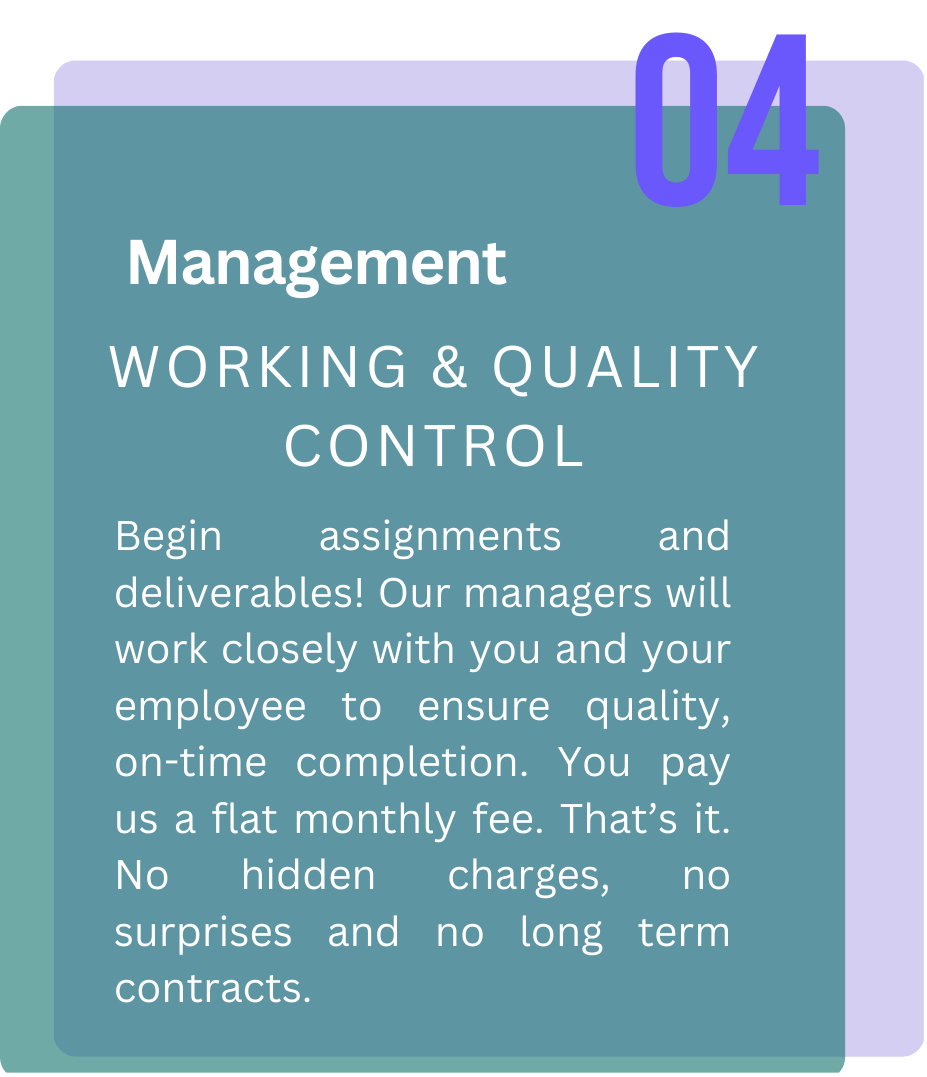 04
Management
WORKING & QUALITY
CONTROL
Begin assignments and
deliverables! Our managers will
work closely with you and your
employee to ensure quality,
on-time completion. You pay
us a flat monthly fee. That’s it.
No hidden charges, no
surprises and no long term
contracts.